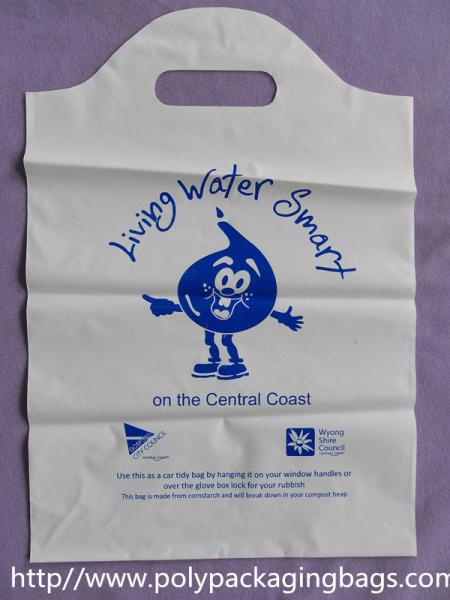 Living Water Smart
on the Central Coast
CITY COUNCIL
Wyong
Shire
Council
Use this as a car tidy bag by hanging it on your window handles or
over the glove box lock for your rubbish
This bag is made from cornstarch and will break down in your compost heap
http//www.polypackagingbags.com